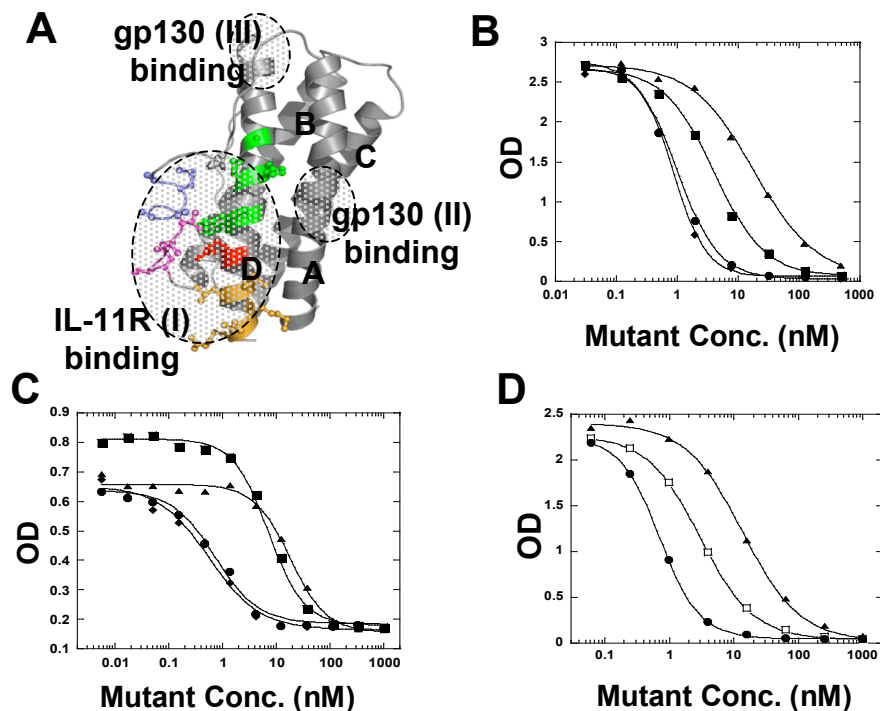 A
gp130 (III)
binding
B
C
gp130 (II)
binding
D
A
IL-11R (I)
binding
B
3
2.5
2
1.5
1
0.5
0
OD
0.01 0.1 1 10 100 1000
Mutant Conc. (nM)
C
0.9
0.8
0.7
0.6
0.5
0.4
0.3
0.2
0.1
OD
0.01 0.1 1 10 100 1000
Mutant Conc. (nM)
D
2.5
2
1.5
1
0.5
0
OD
0.1 1 10 100 1000
Mutant Conc. (nM)